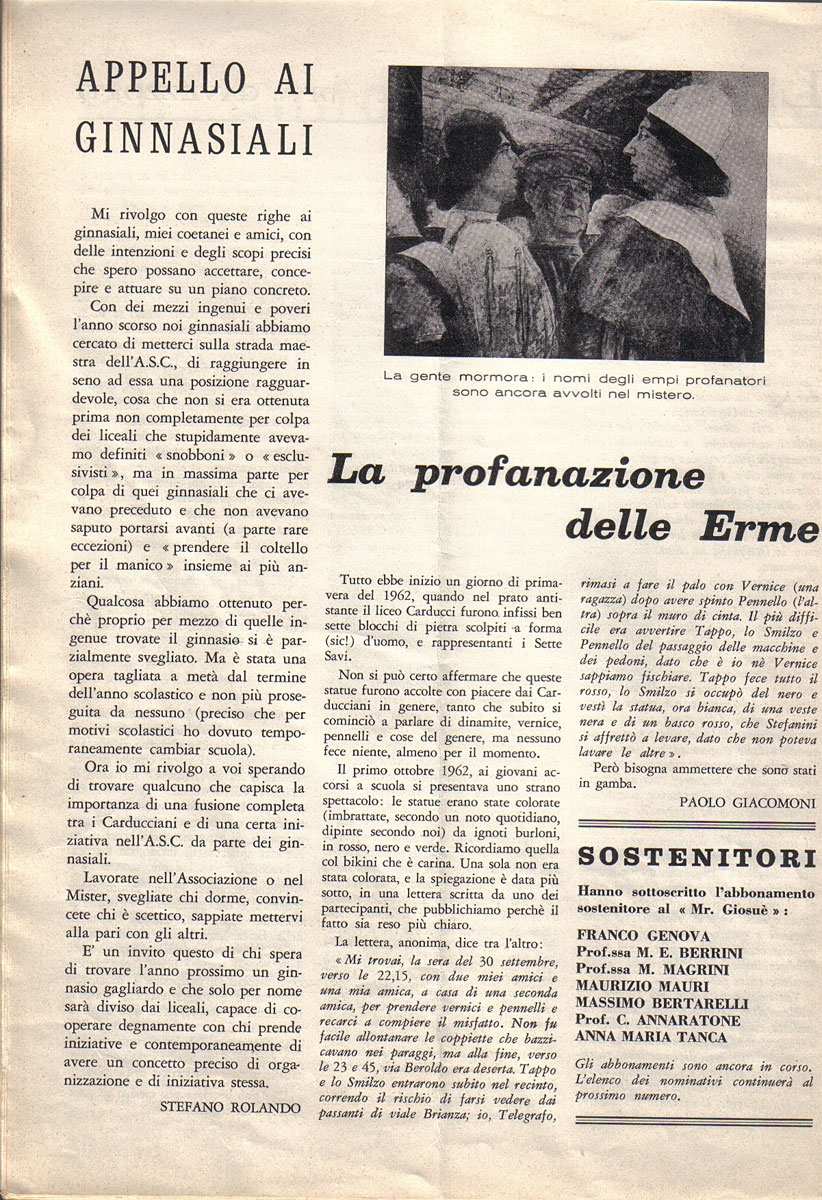 APPELLO AI
GINNASIALI
Mi rivolgo con queste righe ai
ginnasiali, miei coetanei e amici, con
delle intenzioni e degli scopi precisi
che spero possano accettare, conce-
pire e attuare su un piano concreto.
Con dei mezzi ingenui e poveri
l'anno scorso noi ginnasiali abbiamo
cercato di metterci sulla strada mae-
stra dell'A.S.C., di raggiungere in
seno ad essa una posizione ragguar-
devole, cosa che non si era ottenuta
prima non completamente per colpa
dei liceali che stupidamente aveva-
mo definiti « snobboni » o « esclu-
sivisti », ma in massima parte per
colpa di quei ginnasiali che ci ave-
vano preceduto e che non avevano
saputo portarsi avanti (a parte rare
eccezioni) e « prendere il coltello
per il manico » insieme ai più an-
ziani.
Qualcosa abbiamo ottenuto per-
chè proprio per mezzo di quelle in-
genue trovate il ginnasio si è par-
zialmente svegliato. Ma è stata una
opera tagliata a metà dal termine
dell'anno scolastico e non più prose-
guita da nessuno (preciso che per
motivi scolastici ho dovuto tempo-
raneamente cambiar scuola).
Ora io mi rivolgo a voi sperando
di trovare qualcuno che capisca la
importanza di una fusione completa
tra i Carducciani e di una certa ini-
ziativa nell'A.S.C. da parte dei gin-
nasiali.
Lavorate nell'Associazione o nel
Mister, svegliate chi dorme, convin-
cete chi è scettico, sappiate mettervi
alla pari con gli altri.
E' un invito questo di chi spera
di trovare l'anno prossimo un gin-
nasio gagliardo e che solo per nome
sarà diviso dai liceali, capace di co-
operare degnamente con chi prende
iniziative e contemporaneamente di
avere un concetto preciso di orga-
nizzazione e di iniziativa stessa.
STEFANO ROLANDO
La gente mormora: i nomi degli empi profanatori
sono ancora avvolti nel mistero.
La profanazione
delle Erme
Tutto ebbe inizio un giorno di prima-
vera del 1962, quando nel prato anti-
stante il liceo Carducci furono infissi ben
sette blocchi di pietra scolpiti a forma
(sic!) d'uomo, e rappresentanti i Sette
Savi.
Non si può certo affermare che queste
statue furono accolte con piacere dai Car-
ducciani in genere, tanto che subito si
cominciò a parlare di dinamite, vernice,
pennelli e cose del genere, ma nessuno
fece niente, almeno per il momento.
Il primo ottobre 1962, ai giovani ac-
corsi a scuola si presentava uno strano
spettacolo: le statue erano state colorate
(imbrattate, secondo un noto quotidiano,
dipinte secondo noi) da ignoti burloni,
in rosso, nero e verde. Ricordiamo quella
col bikini che è carina. Una sola non era
stata colorata, e la spiegazione è data più
sotto, in una lettera scritta da uno dei
partecipanti, che pubblichiamo perchè il
fatto sia reso più chiaro.
La lettera, anonima, dice tra l'altro:
« Mi trovai, la sera del 30 settembre,
verso le 22,15, con due miei amici e
una mia amica, a casa di una seconda
amica, per prendere vernici e pennelli e
recarci a compiere il misfatto. Non fu
facile allontanare le coppiette che bazzi-
cavano nei paraggi, ma alla fine, verso
le 23 e 45, via Beroldo era deserta. Tappo
e lo Smilzo entrarono subito nel recinto,
correndo il rischio di farsi vedere dai
passanti di viale Brianza; io, Telegrafo,
rimasi a fare il palo con Vernice (una
ragazza) dopo avere spinto Pennello (l'al-
tra) sopra il muro di cinta. Il più diffi-
cile era avvertire Tappo, lo Smilzo e
Pennello del passaggio delle macchine e
dei pedoni, dato che è io nè Vernice
sappiamo fischiare. Tappo fece tutto il
rosso, lo Smilzo si occupò del nero e
vestì la statua, ora bianca, di una veste
nera e di un basco rosso, che Stefanini
si affrettò a levare, dato che non poteva
lavare le altre ».
Però bisogna ammettere che sono stati
in gamba.
PAOLO GIACOMONI
SOSTENITORI
Hanno sottoscritto l'abbonamento
sostenitore al « Mr. Giosuè » :
FRANCO GENOVA
Prof.ssa M. E. BERRINI
Prof.ssa M. MAGRINI
MAURIZIO MAURI
MASSIMO BERTARELLI
Prof. C. ANNARATONE
ANNA MARIA TANCA
Gli abbonamenti sono ancora in corso.
L'elenco dei nominativi continuerà al
prossimo numero.